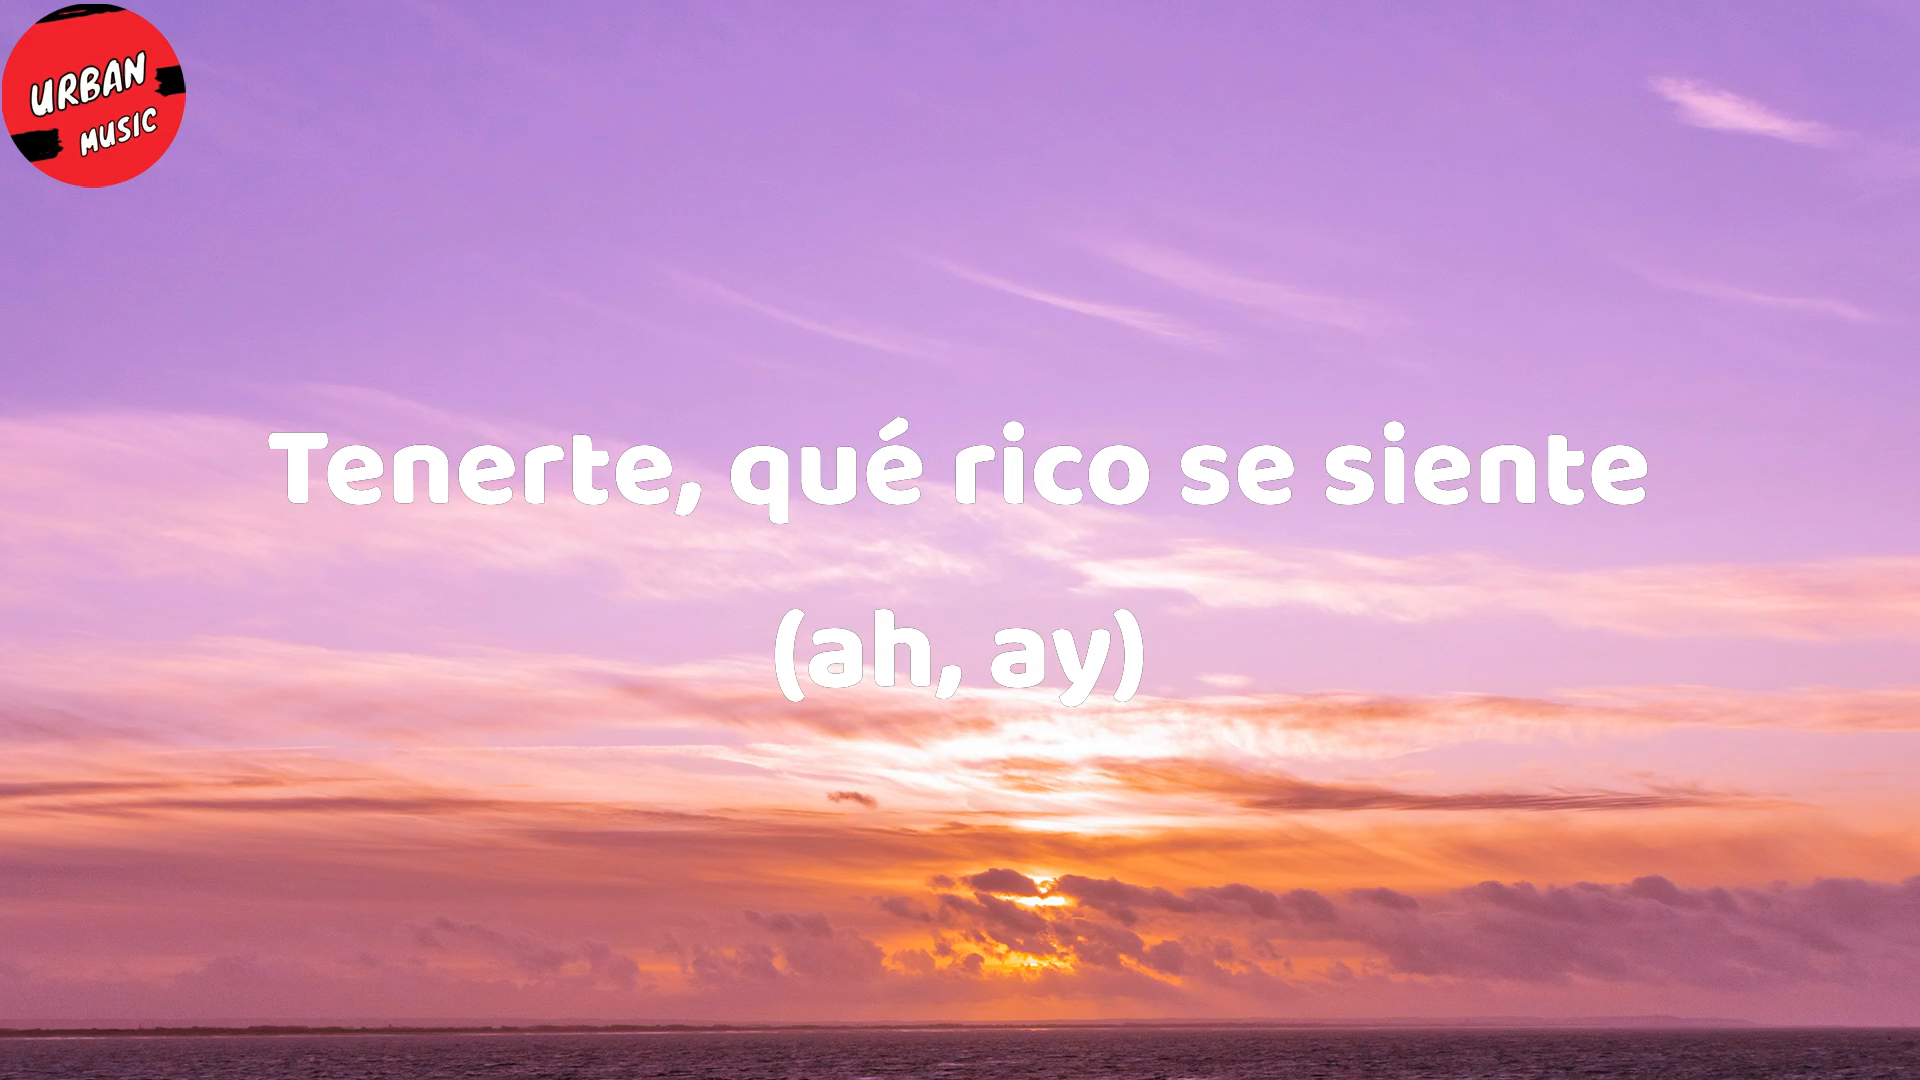 URBAN
MUSIC
Tenerte, qué rico se siente
(ah, ay)